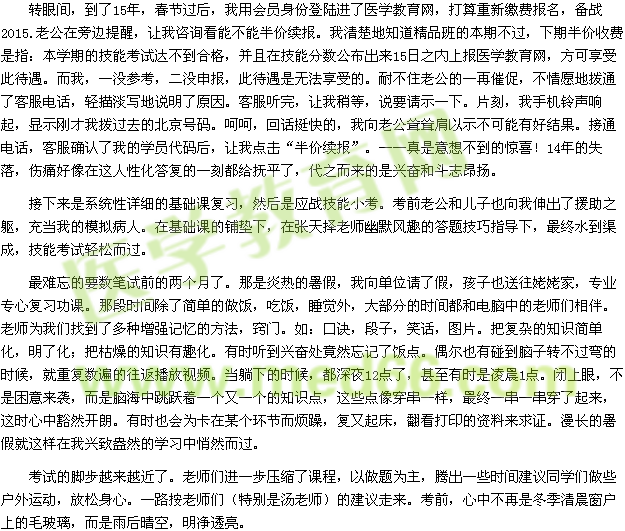 转眼间，到了15年，春节过后，我用会员身份登陆进了医学教育网，打算重新缴费报名，备战
2015.老公在旁边提醒，让我咨询看能不能半价续报。我清楚地知道精品班的本期不过，下期半价收费
是指：本学期的技能考试达不到合格，并且在技能分数公布出来15日之内上报医学教育网，方可享受
此待遇。而我，一没参考，二没申报，此待遇是无法享受的。耐不住老公的一再催促，不情愿地拨通
了客服电话，轻描淡写地说明了原因。客服听完，让我稍等，说要请示一下。片刻，我手机铃声响
起，显示刚才我拨过去的北京号码。呵呵，回话挺快的，我向老公耸耸肩以示不可能有好结果。接通
电话，客服确认了我的学员代码后，让我点击“半价续报”。——真是意想不到的惊喜！14年的失
落，伤痛好像在这人性化答复的一刻都给抚平了，代之而来的是兴奋和斗志昂扬。
接下来是系统性详细的基础课复习，然后是应战技能小考。考前老公和儿子也向我伸出了援助之
躯，充当我的模拟病人。在基础课的铺垫下，在张天择老师幽默风趣的答题技巧指导下，最终水到渠
成，技能考试轻松而过。
最难忘的要数笔试前的两个月了。那是炎热的暑假，我向单位请了假，孩子也送往姥姥家，专业
专心复习功课。那段时间除了简单的做饭，吃饭，睡觉外，大部分的时间都和电脑中的老师们相伴。
老师为我们找到了多种增强记忆的方法，窍门。如：口诀，段子，笑话，图片。把复杂的知识简单
化，明了化；把枯燥的知识有趣化。有时听到兴奋处竟然忘记了饭点。偶尔也有碰到脑子转不过弯的
时候，就重复数遍的往返播放视频。当躺下的时候，都深夜12点了，甚至有时是凌晨1点。闭上眼，不
是困意来袭，而是脑海中跳跃着一个又一个的知识点，这些点像穿串一样，最终一串一串穿了起来，
这时心中豁然开朗。有时也会为卡在某个环节而烦躁，复又起床，翻看打印的资料来求证。漫长的暑
假就这样在我兴致盎然的学习中悄然而过。
考试的脚步越来越近了。老师们进一步压缩了课程，以做题为主，腾出一些时间建议同学们做些
户外运动，放松身心。一路按老师们（特别是汤老师）的建议走来。考前，心中不再是冬季清晨窗户
上的毛玻璃，而是雨后晴空，明净透亮。
医学教育网
www.med66.com